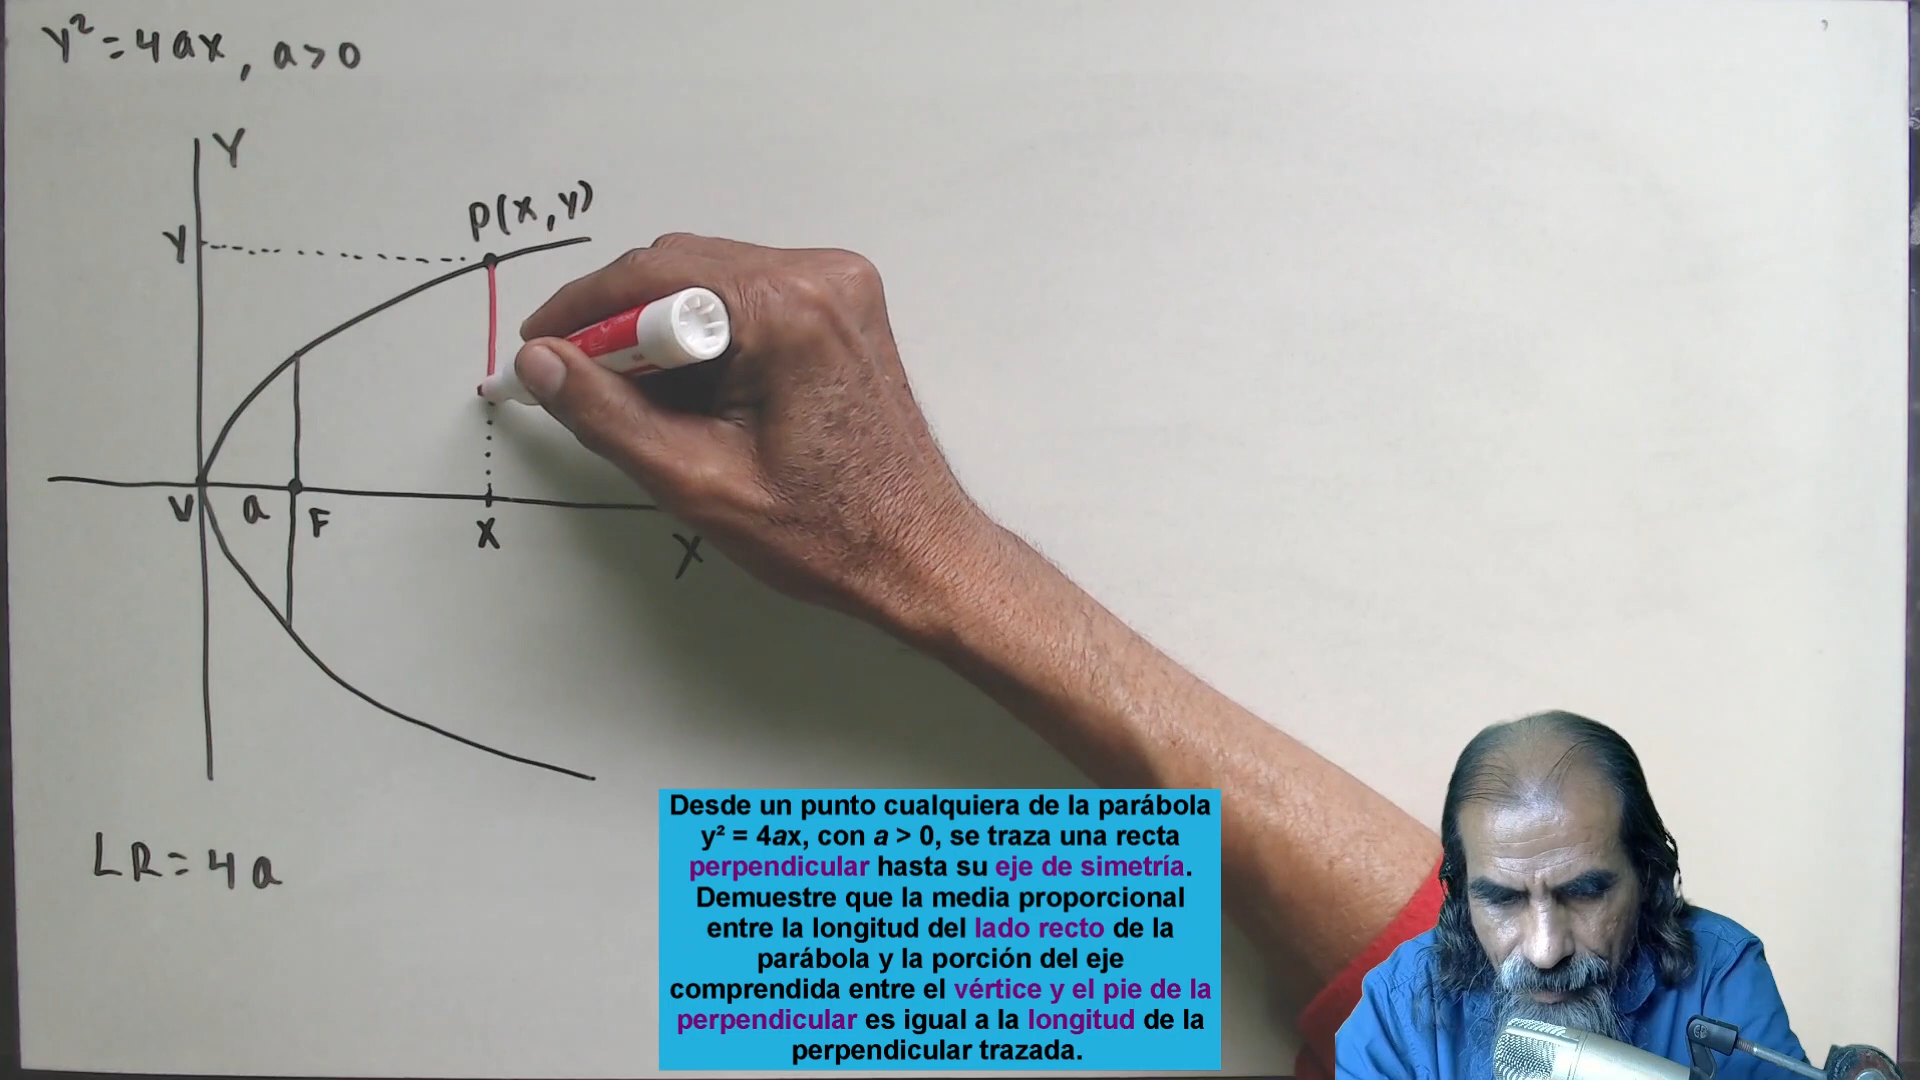 y² = 4ax, a > 0
Y
P(x, y)
y
V
a
F
x
X
LR = 4a
Desde un punto cualquiera de la parábola
y² = 4ax, con a > 0, se traza una recta
perpendicular hasta su eje de simetría.
Demuestre que la media proporcional
entre la longitud del lado recto de la
parábola y la porción del eje
comprendida entre el vértice y el pie de la
perpendicular es igual a la longitud de la
perpendicular trazada.